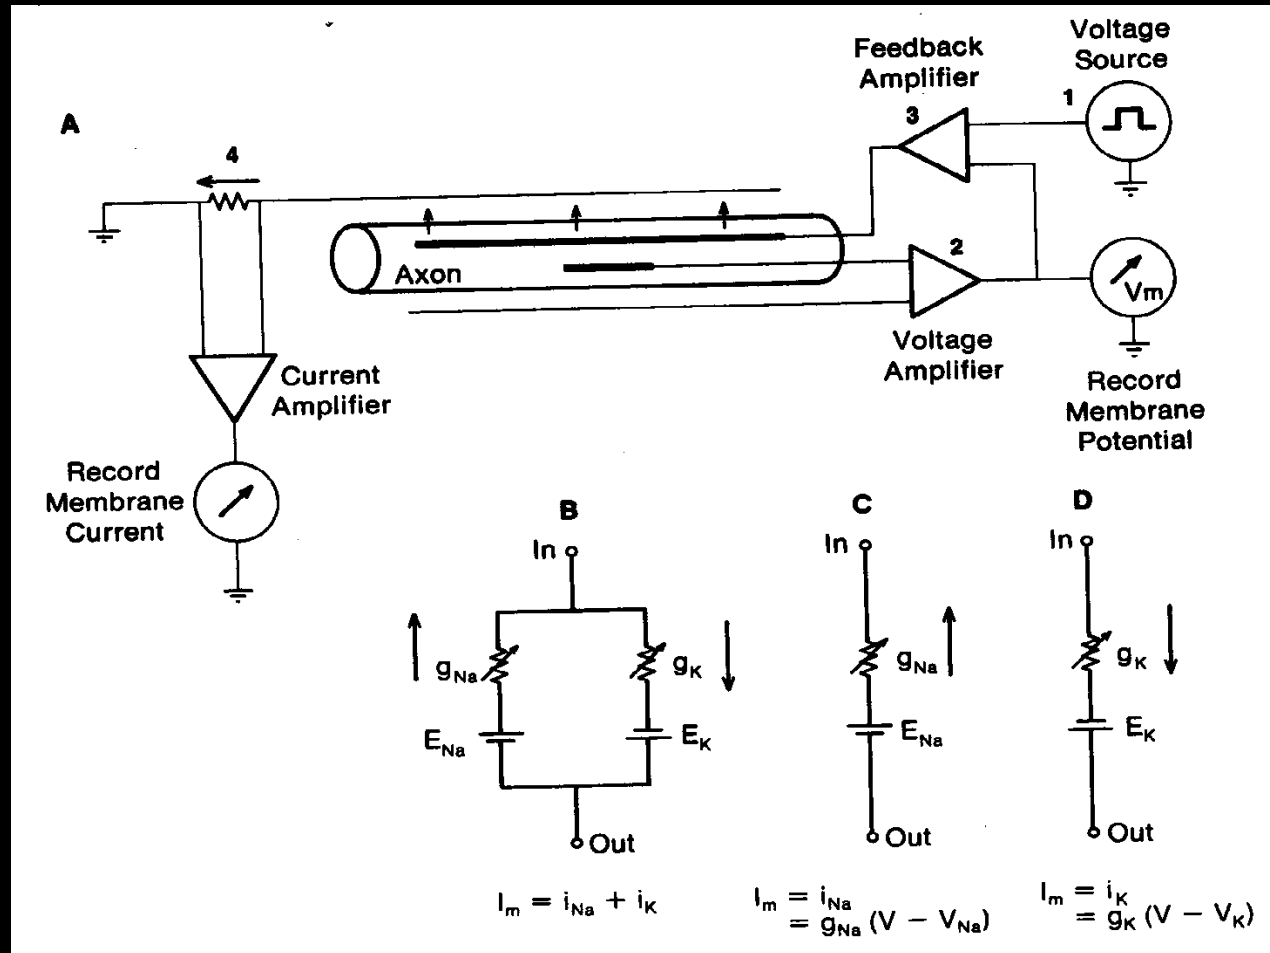 Voltage
Source
Feedback
Amplifier
1
3
A
4
Axon
2
Vm
Voltage
Amplifier
Record
Membrane
Potential
Current
Amplifier
Record
Membrane
Current
B
C
D
In
In
In
gNa
gK
gNa
gK
ENa
EK
ENa
EK
Out
Out
Out
Im = iNa + iK
Im = iNa
= gNa (V − VNa)
Im = iK
= gK (V − VK)